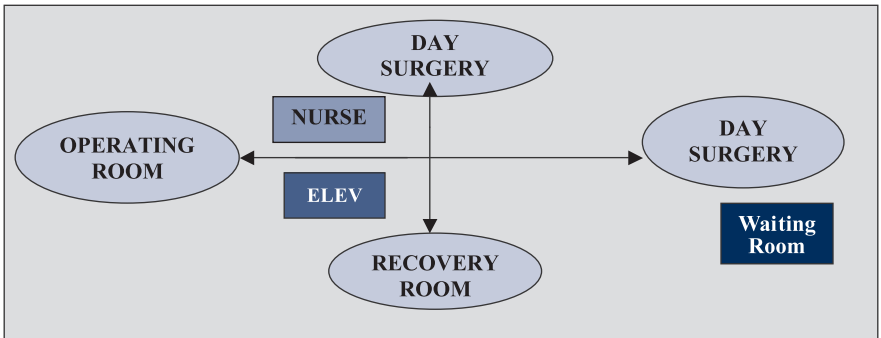 DAY
SURGERY
NURSE
OPERATING
ROOM
DAY
SURGERY
ELEV
Waiting
Room
RECOVERY
ROOM